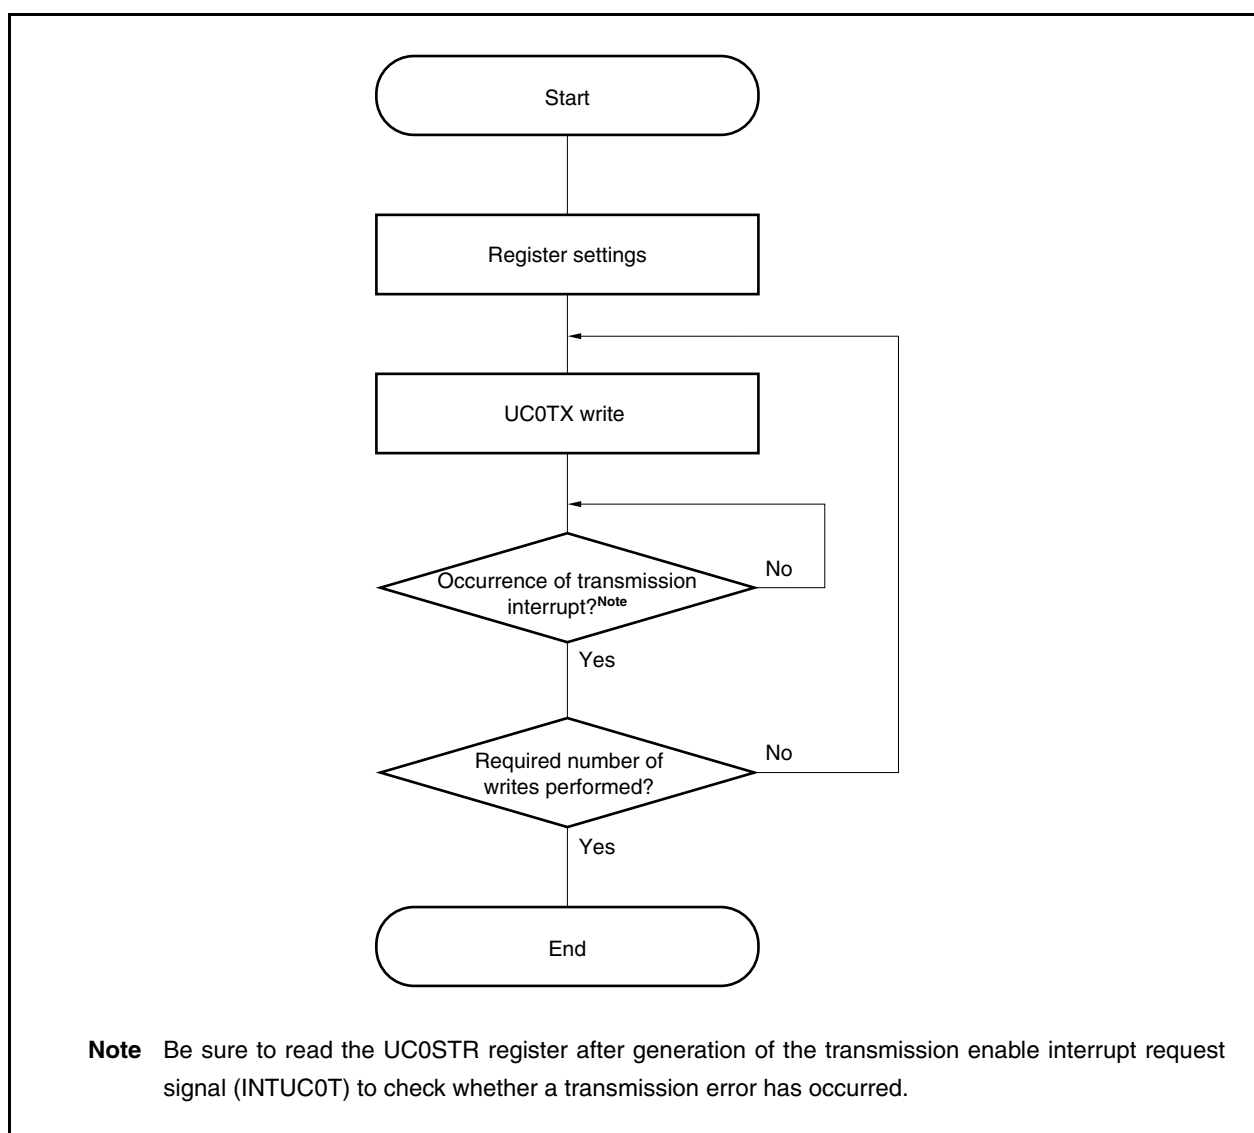 Start
Register settings
UC0TX write
Occurrence of transmission
interrupt?Note
No
Yes
Required number of
writes performed?
No
Yes
End
Note Be sure to read the UC0STR register after generation of the transmission enable interrupt request
signal (INTUC0T) to check whether a transmission error has occurred.